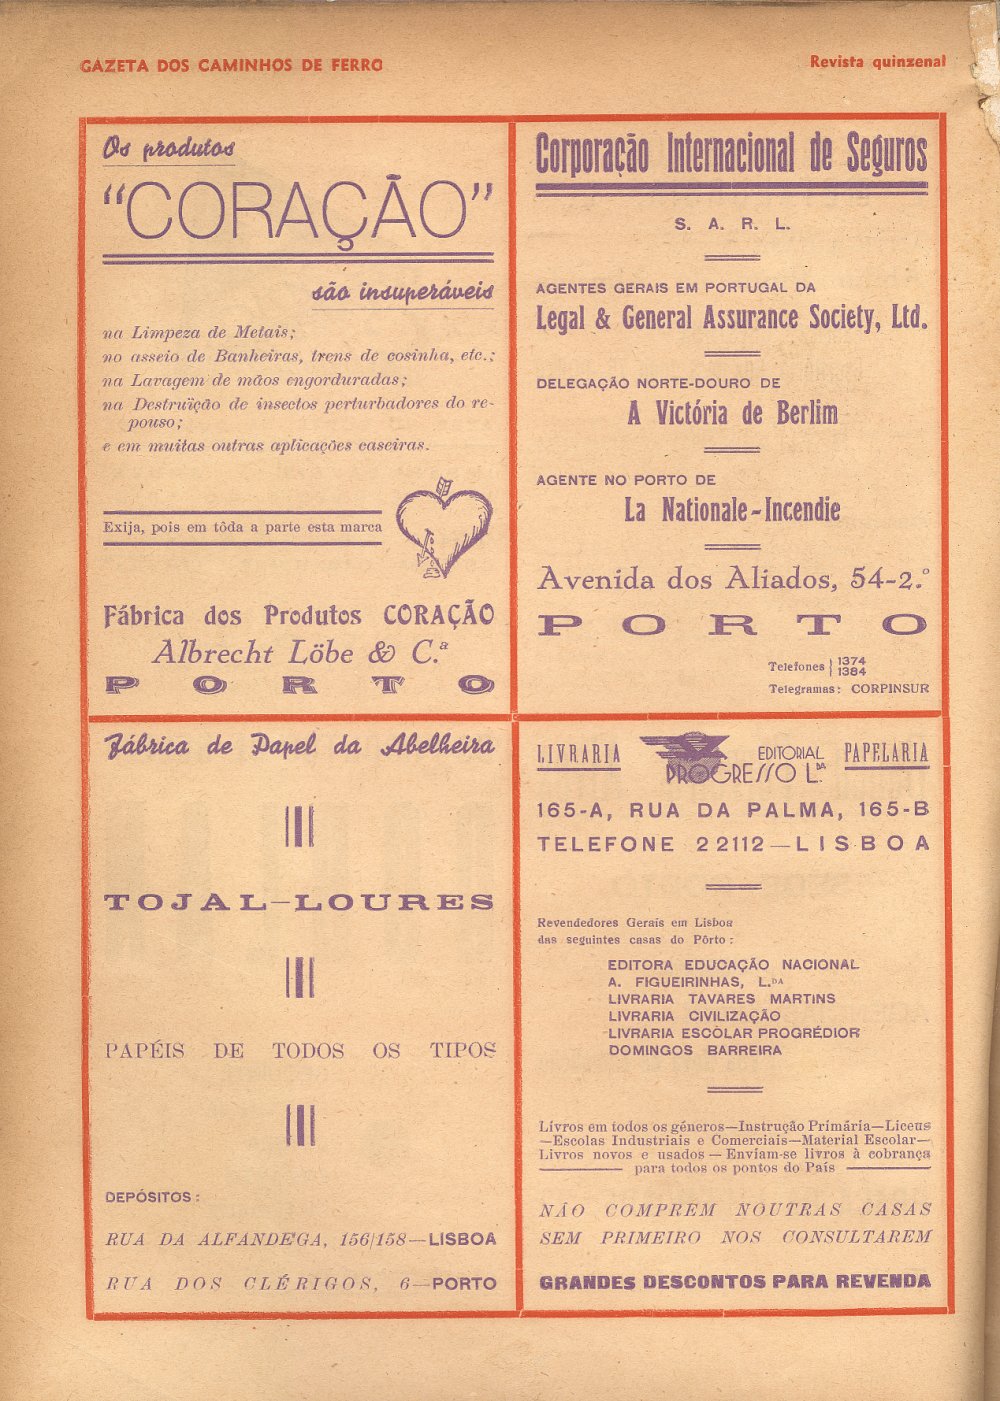 GAZETA DOS CAMINHOS DE FERRO
Revista quinzenal
Os produtos
“CORAÇÃO”
são insuperáveis
na Limpeza de Metais;
no asseio de Banheiras, trens de cosinha, etc.;
na Lavagem de mãos engorduradas;
na Destruïção de insectos perturbadores do re-
pouso;
e em muitas outras aplicações caseiras.
Exija, pois em tôda a parte esta marca
Fábrica dos Produtos CORAÇÃO
Albrecht Löbe & C.ª
PORTO
Corporação Internacional de Seguros
S. A. R. L.
AGENTES GERAIS EM PORTUGAL DA
Legal & General Assurance Society, Ltd.
DELEGAÇÃO NORTE-DOURO DE
A Victória de Berlim
AGENTE NO PORTO DE
La Nationale-Incendie
Avenida dos Aliados, 54-2.º
PORTO
Telefones 1374
1384
Telegramas: CORPINSUR
Fábrica de Papel da Abelheira
TOJAL-LOURES
PAPÉIS DE TODOS OS TIPOS
DEPÓSITOS:
RUA DA ALFANDEGA, 156/158—LISBOA
RUA DOS CLÉRIGOS, 6—PORTO
LIVRARIA EDITORIAL PAPELARIA
PROGRESSO L.DA
165-A, RUA DA PALMA, 165-B
TELEFONE 22112—LISBOA
Revendedores Gerais em Lisboa
das seguintes casas do Pôrto:
EDITORA EDUCAÇÃO NACIONAL
A. FIGUEIRINHAS, L.DA
LIVRARIA TAVARES MARTINS
LIVRARIA CIVILIZAÇÃO
LIVRARIA ESCOLAR PROGRÉDIOR
DOMINGOS BARREIRA
Livros em todos os géneros—Instrução Primária—Liceus
—Escolas Industriais e Comerciais—Material Escolar—
Livros novos e usados—Enviam-se livros à cobrança
para todos os pontos do País
NÃO COMPREM NOUTRAS CASAS
SEM PRIMEIRO NOS CONSULTAREM
GRANDES DESCONTOS PARA REVENDA